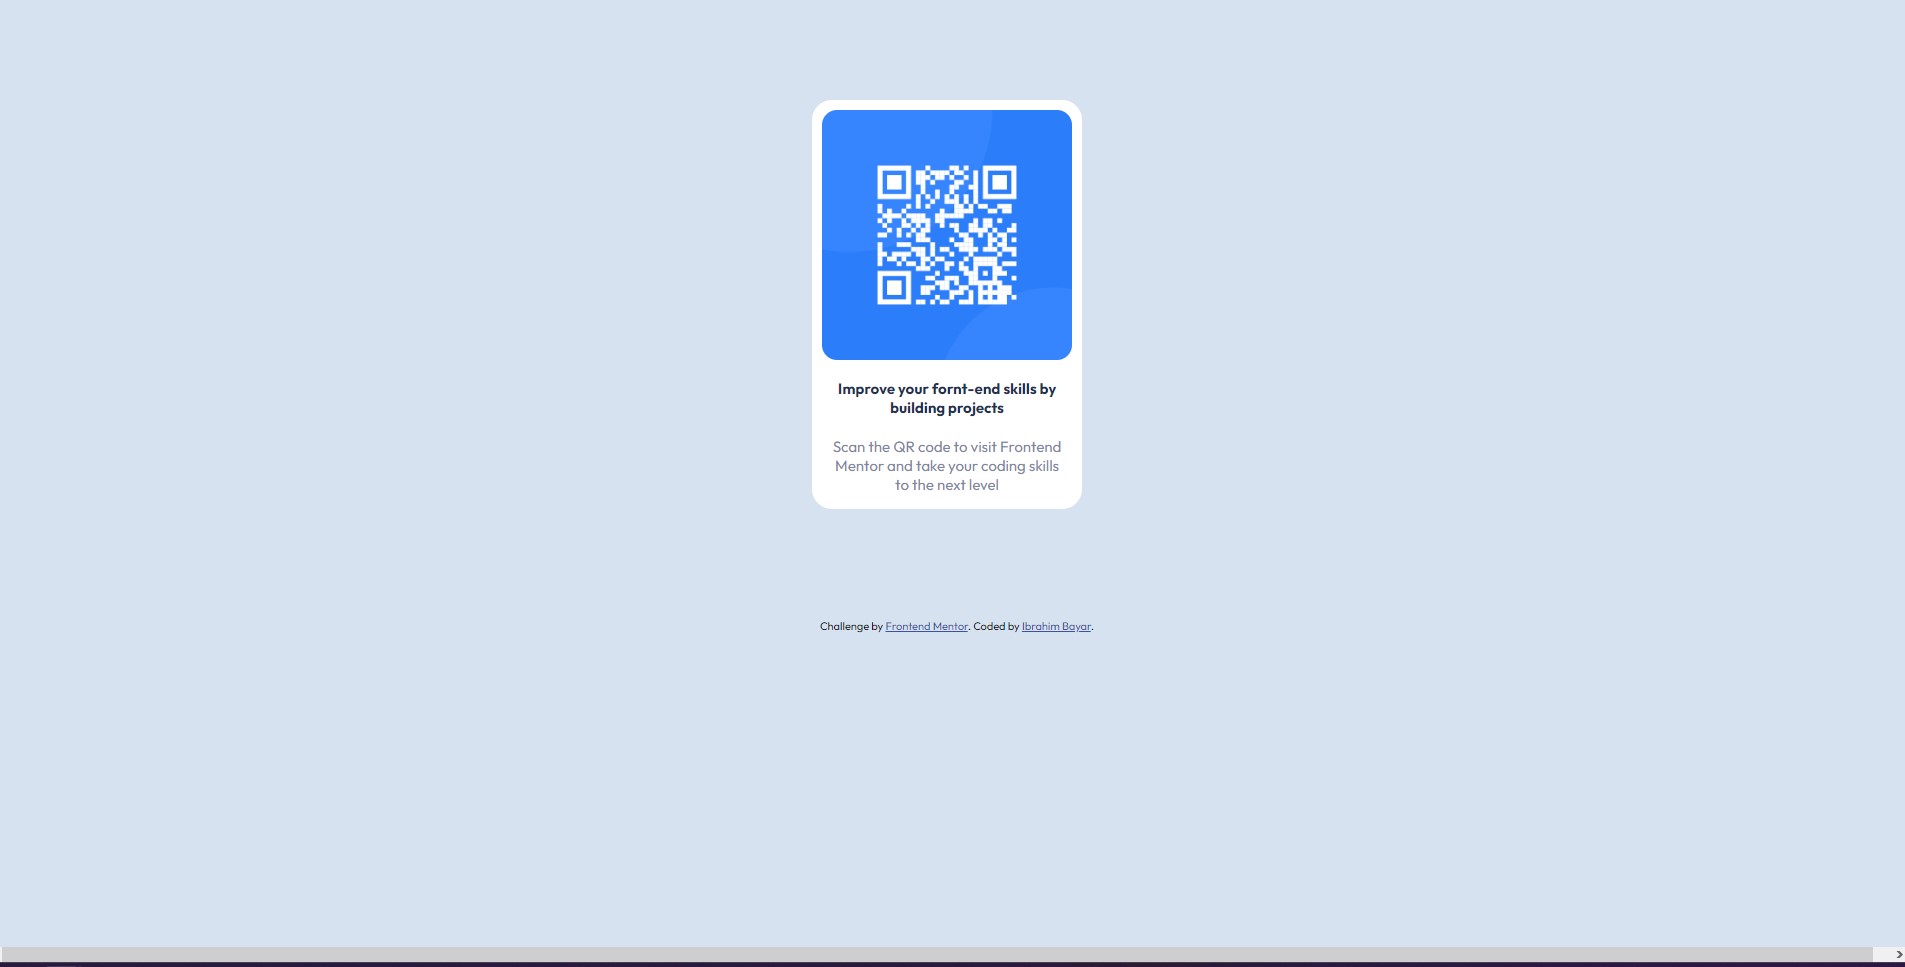 Improve your fornt-end skills by
building projects
Scan the QR code to visit Frontend
Mentor and take your coding skills
to the next level
Challenge by Frontend Mentor. Coded by Ibrahim Bayar.